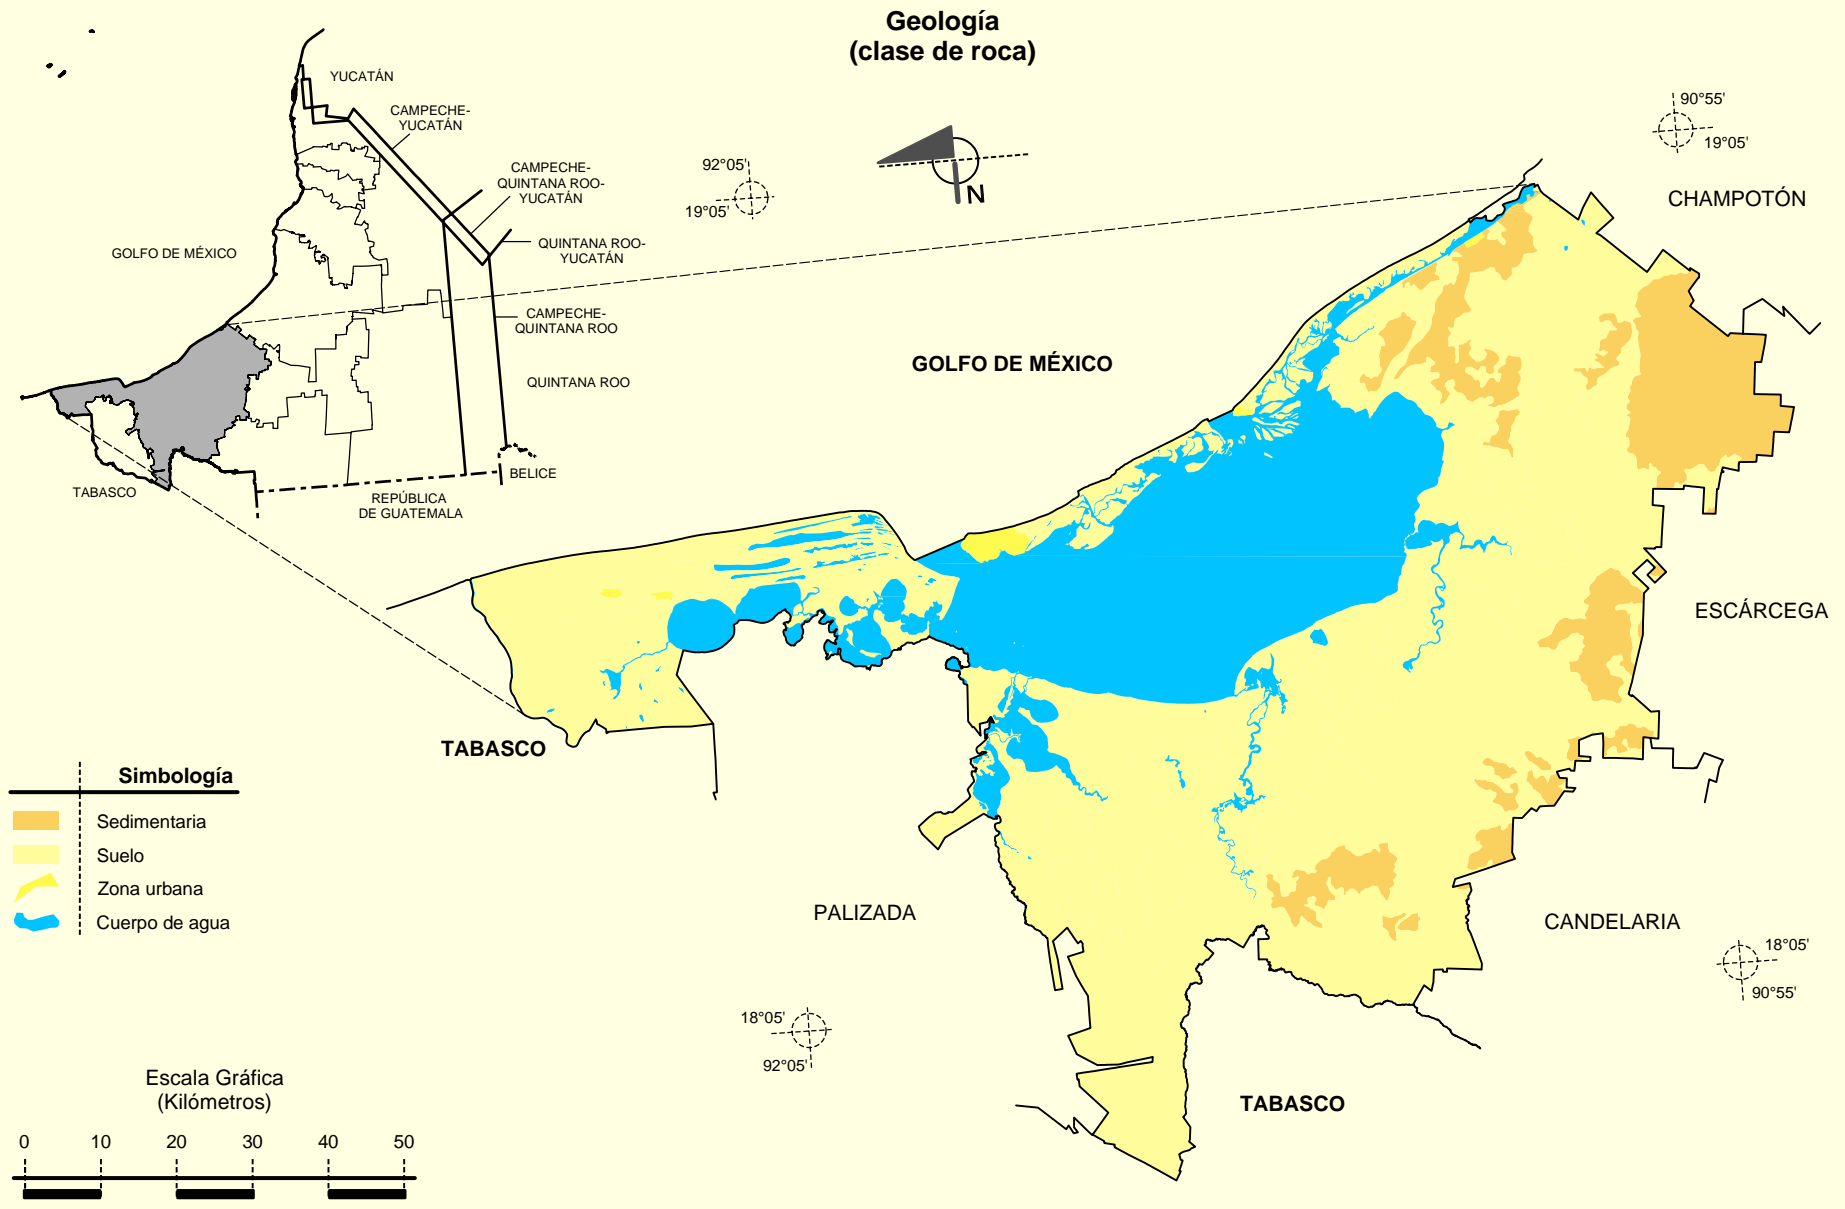 Geología
(clase de roca)
YUCATÁN
CAMPECHE-
YUCATÁN
CAMPECHE-
QUINTANA ROO-
YUCATÁN
QUINTANA ROO-
YUCATÁN
GOLFO DE MÉXICO
CAMPECHE-
QUINTANA ROO
QUINTANA ROO
BELICE
TABASCO
REPÚBLICA
DE GUATEMALA
92°05'
19°05'
N
90°55'
19°05'
CHAMPOTÓN
GOLFO DE MÉXICO
ESCÁRCEGA
TABASCO
PALIZADA
CANDELARIA
18°05'
90°55'
18°05'
92°05'
TABASCO
Simbología
Sedimentaria
Suelo
Zona urbana
Cuerpo de agua
Escala Gráfica
(Kilómetros)
0 10 20 30 40 50